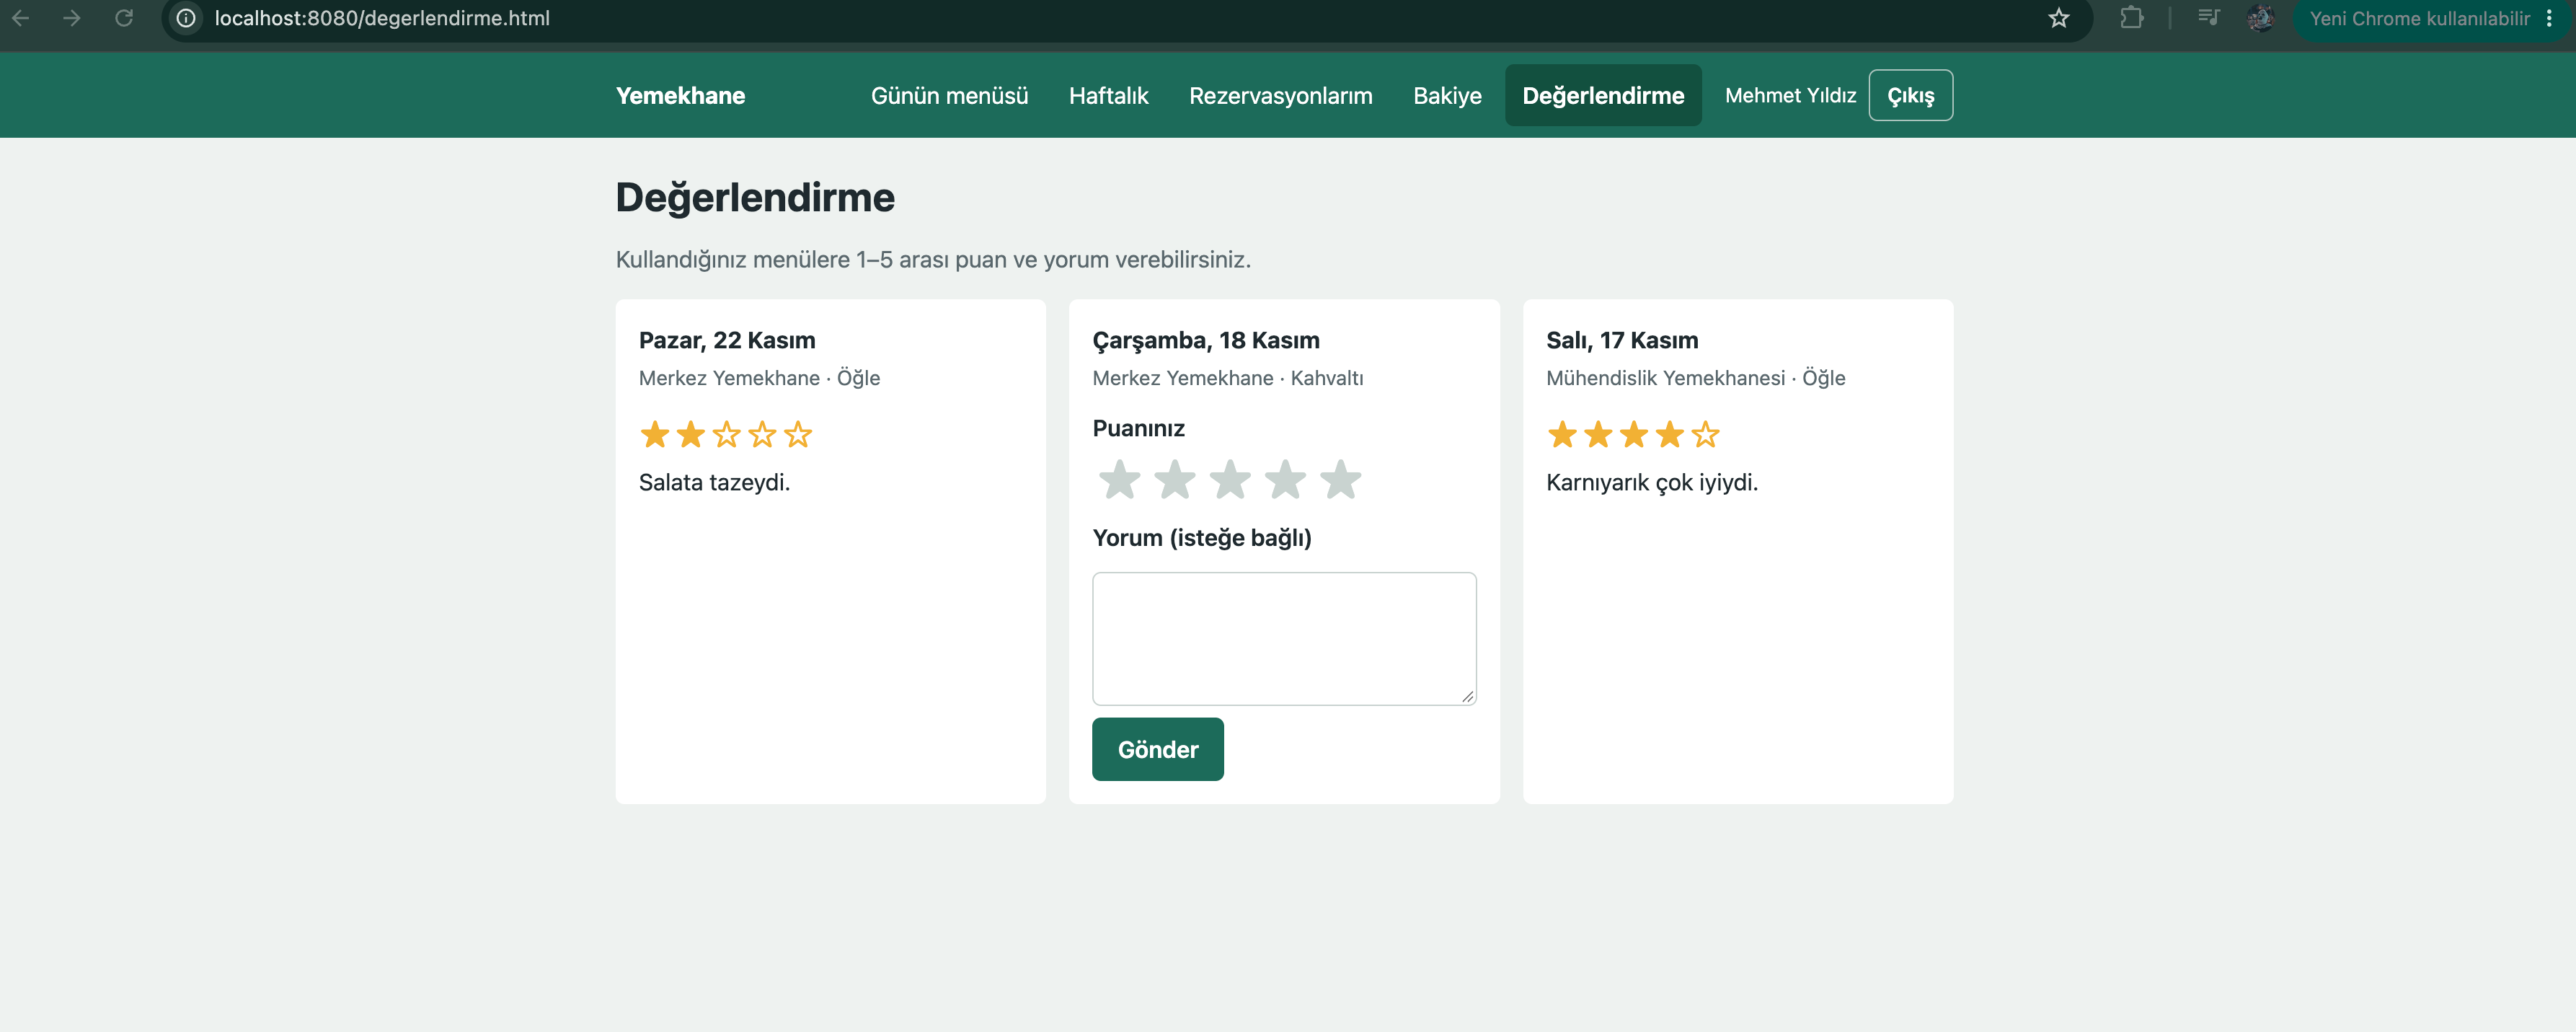 localhost:8080/degerlendirme.html
Yeni Chrome kullanılabilir
Yemekhane
Günün menüsü
Haftalık
Rezervasyonlarım
Bakiye
Değerlendirme
Mehmet Yıldız
Çıkış
Değerlendirme
Kullandığınız menülere 1–5 arası puan ve yorum verebilirsiniz.
Pazar, 22 Kasım
Merkez Yemekhane · Öğle
Salata tazeydi.
Çarşamba, 18 Kasım
Merkez Yemekhane · Kahvaltı
Puanınız
Yorum (isteğe bağlı)
Gönder
Salı, 17 Kasım
Mühendislik Yemekhanesi · Öğle
Karnıyarık çok iyiydi.